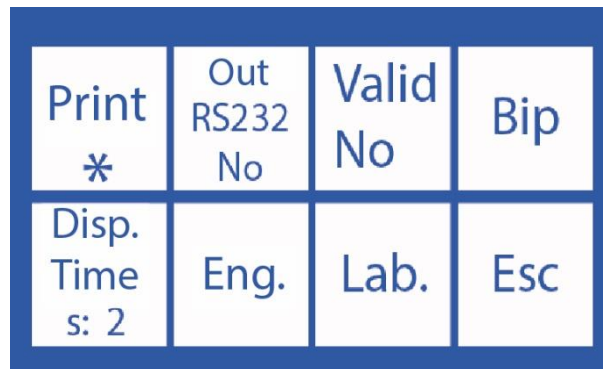 Print
*
Out
RS232
No
Valid
No
Bip
Disp.
Time
s: 2
Eng.
Lab.
Esc